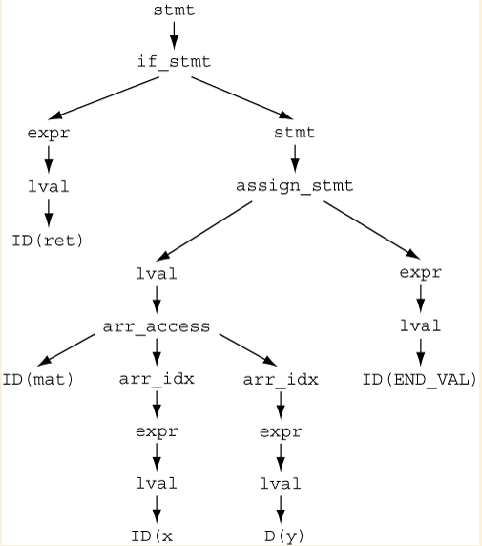 stmt
if_stmt
expr stmt
lval assign_stmt
ID(ret)
lval expr
arr_access lval
ID(mat) arr_idx arr_idx ID(END_VAL)
expr expr
lval lval
ID(x D(y)